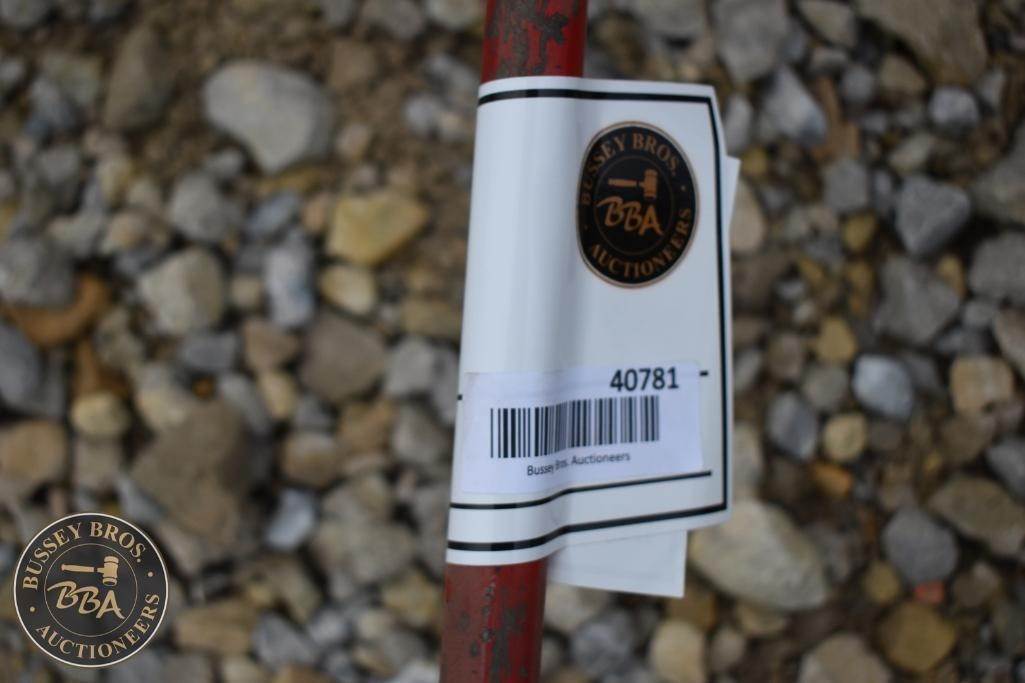 BUSSEY BROS.
BBA
AUCTIONEERS
40781
Bussey Bros. Auctioneers
BUSSEY BROS.
BBA
AUCTIONEERS